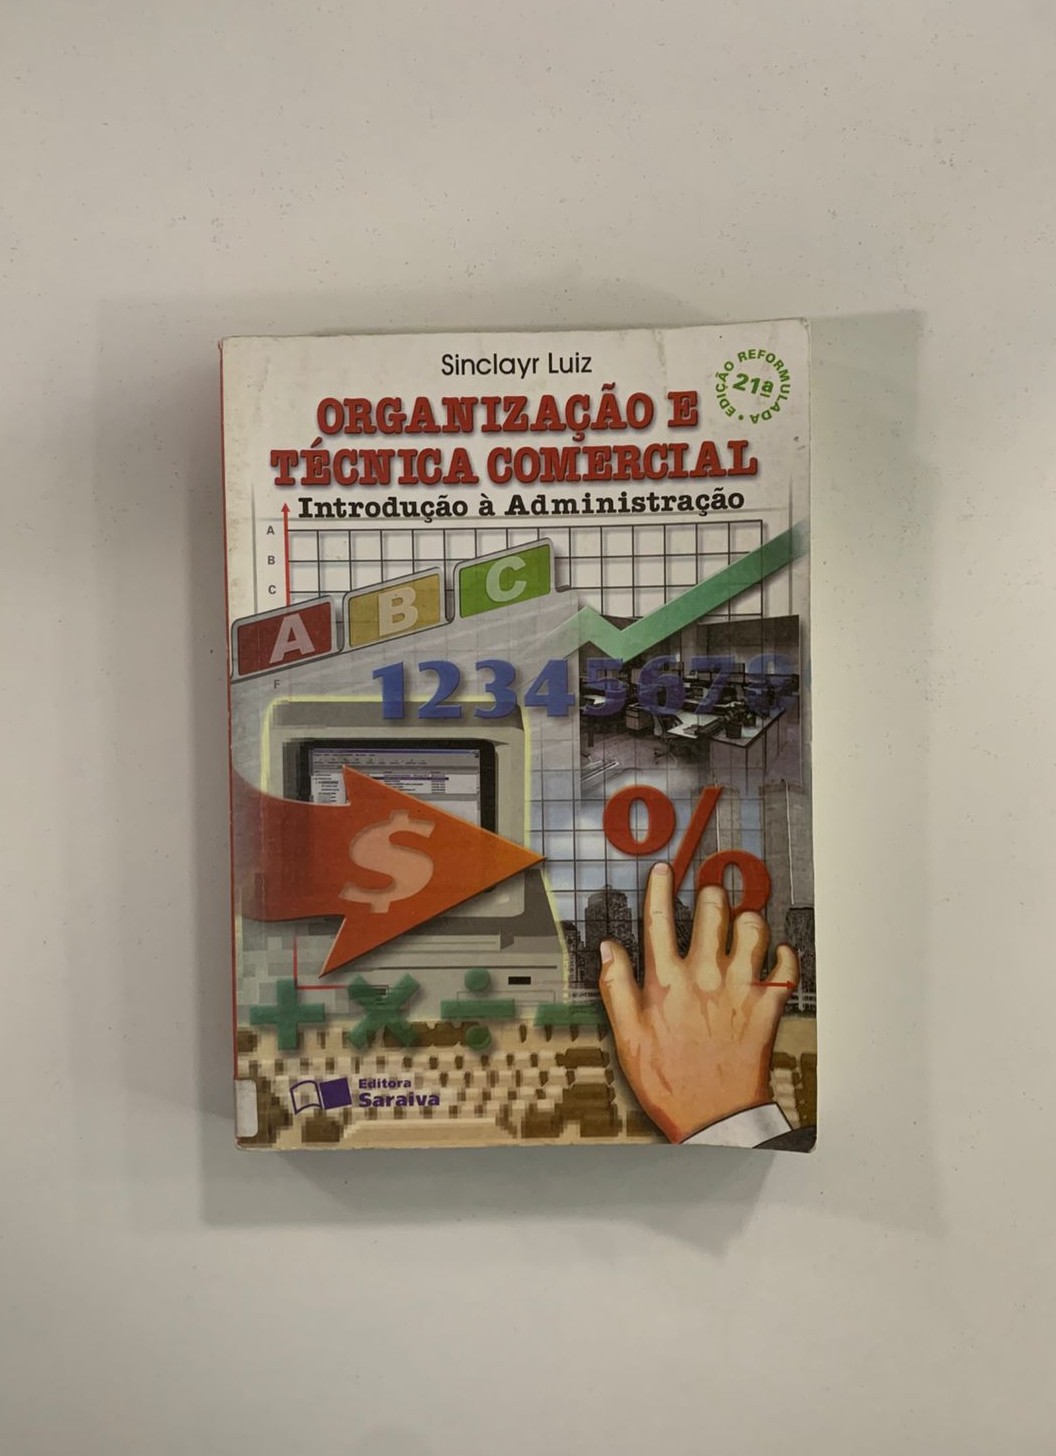 Sinclayr Luiz
EDIÇÃO REFORMULADA •
21ª
ORGANIZAÇÃO E
TÉCNICA COMERCIAL
Introdução à Administração
A
B
C
A B C
F
12345678
$
%
+ × ÷ −
Editora
Saraiva